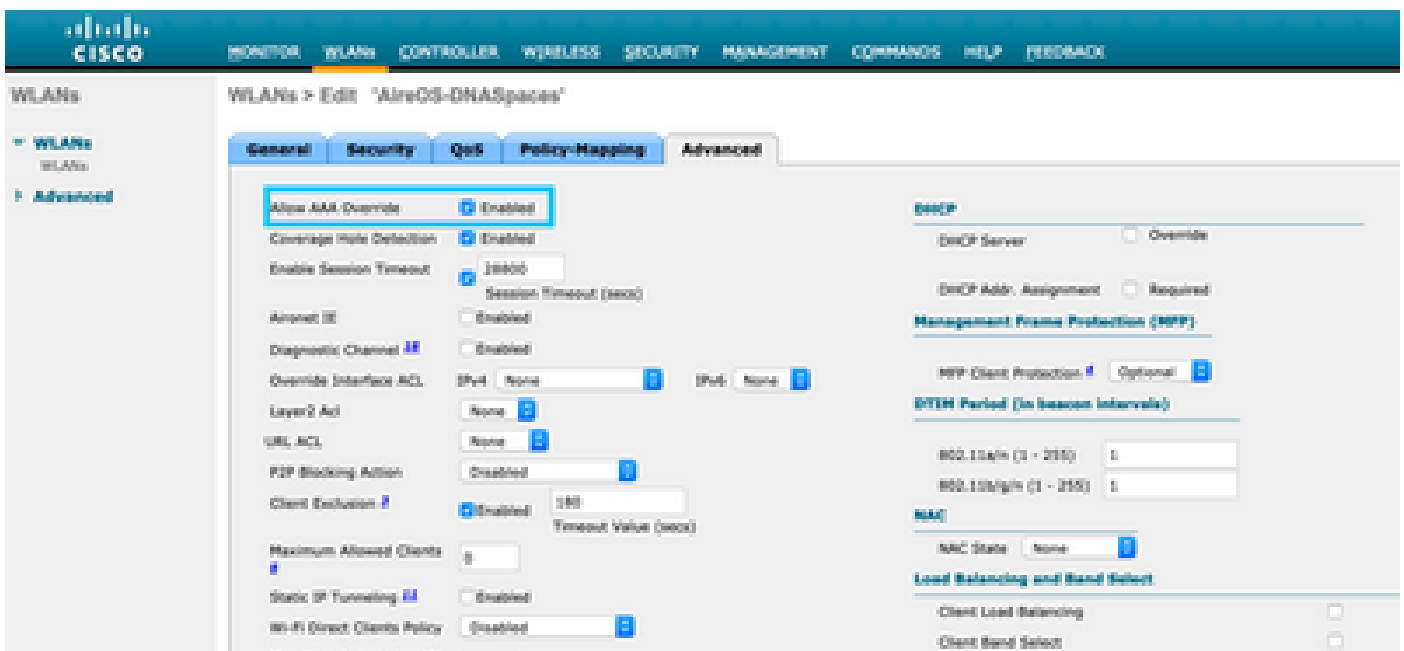 CISCO
MONITOR WLANs CONTROLLER WIRELESS SECURITY MANAGEMENT COMMANDS HELP FEEDBACK
WLANs
WLANs > Edit 'AireOS-DNASpaces'
WLANs
WLANs
Advanced
General Security QoS Policy-Mapping Advanced
Allow AAA Override Enabled
Coverage Hole Detection Enabled
Enable Session Timeout 28800
Session Timeout (secs)
Aironet IE Enabled
Diagnostic Channel 18 Enabled
Override Interface ACL IPv4 None IPv6 None
Layer2 Acl None
URL ACL None
P2P Blocking Action Disabled
Client Exclusion Enabled 180
Timeout Value (secs)
Maximum Allowed Clients 0
Static IP Tunneling Enabled
Wi-Fi Direct Clients Policy Disabled
DHCP
DHCP Server Override
DHCP Addr. Assignment Required
Management Frame Protection (MFP)
MFP Client Protection Optional
DTIM Period (in beacon intervals)
802.11a/n (1 - 255) 1
802.11b/g/n (1 - 255) 1
NAC
NAC State None
Load Balancing and Band Select
Client Load Balancing
Client Band Select